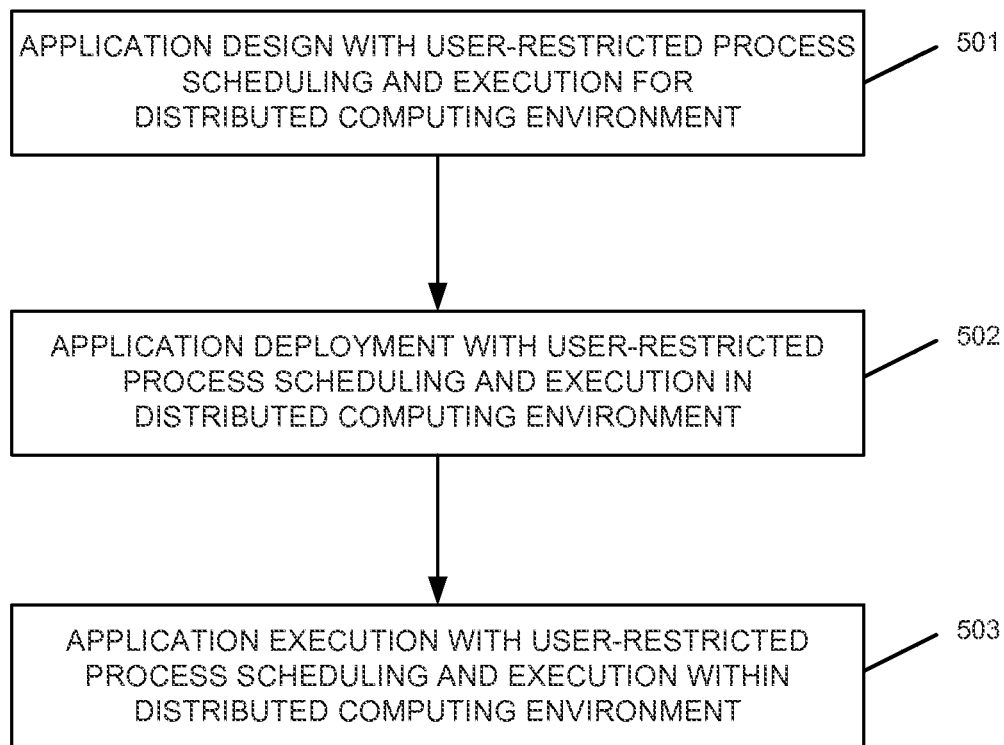 APPLICATION DESIGN WITH USER-RESTRICTED PROCESS
SCHEDULING AND EXECUTION FOR
DISTRIBUTED COMPUTING ENVIRONMENT
501
APPLICATION DEPLOYMENT WITH USER-RESTRICTED
PROCESS SCHEDULING AND EXECUTION IN
DISTRIBUTED COMPUTING ENVIRONMENT
502
APPLICATION EXECUTION WITH USER-RESTRICTED
PROCESS SCHEDULING AND EXECUTION WITHIN
DISTRIBUTED COMPUTING ENVIRONMENT
503